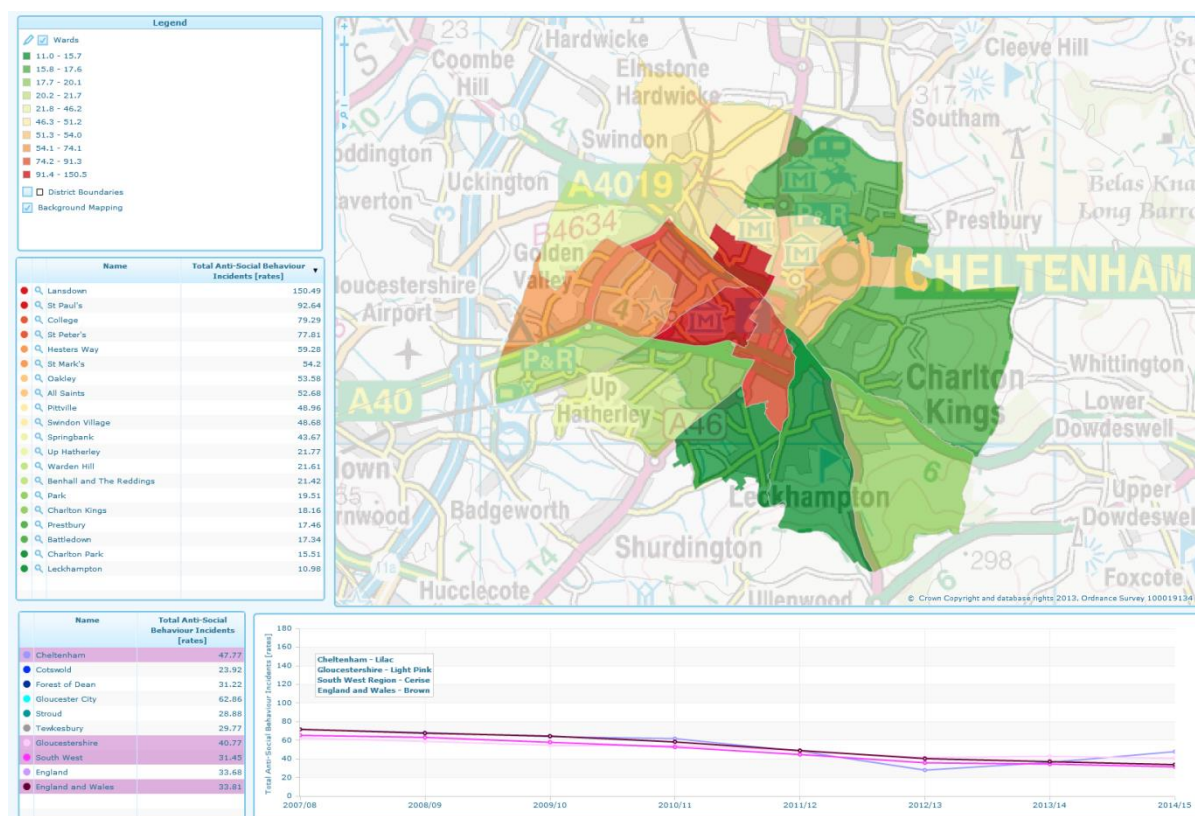 Legend
Wards
11.0 - 15.7
15.8 - 17.6
17.7 - 20.1
20.2 - 21.7
21.8 - 46.2
46.3 - 51.2
51.3 - 54.0
54.1 - 74.1
74.2 - 91.3
91.4 - 150.5
District Boundaries
Background Mapping
Name Total Anti-Social Behaviour Incidents [rates]
Lansdown 150.49
St Paul's 92.64
College 79.29
St Peter's 77.81
Hesters Way 59.28
St Mark's 54.2
Oakley 53.58
All Saints 52.68
Pittville 48.96
Swindon Village 48.68
Springbank 43.67
Up Hatherley 21.77
Warden Hill 21.61
Benhall and The Reddings 21.42
Park 19.51
Charlton Kings 18.16
Prestbury 17.46
Battledown 17.34
Charlton Park 15.51
Leckhampton 10.98
23
Hardwicke
Coombe
Hill
Elmstone
Hardwicke
Cleeve Hill
317
Southam
10
4
10
Swindon
oddington
Uckington
A4019
Belas Kna
Long Barro
averton
3
B4634
P&R
Prestbury
Golden
Valley
loucestershire
Airport
4
CHELTENHAM
Whittington
11
P&R
A40
Up
Hatherley
A46
Charlton
Kings
Lower
Dowdeswell
6
Leckhampton
Badgeworth
Upper
Dowdeswel
Shurdington
298
Foxcote
Hucclecote
Ullenwood
© Crown Copyright and database rights 2013, Ordnance Survey 100019134
Name Total Anti-Social
Behaviour Incidents
[rates]
Cheltenham 47.77
Cotswold 23.92
Forest of Dean 31.22
Gloucester City 62.86
Stroud 28.88
Tewkesbury 29.77
Gloucestershire 40.77
South West 31.45
England 33.68
England and Wales 33.81
Total Anti-Social Behaviour Incidents [rates]
180
160
140
120
100
80
60
40
20
0
Cheltenham - Lilac
Gloucestershire - Light Pink
South West Region - Cerise
England and Wales - Brown
2007/08 2008/09 2009/10 2010/11 2011/12 2012/13 2013/14 2014/15